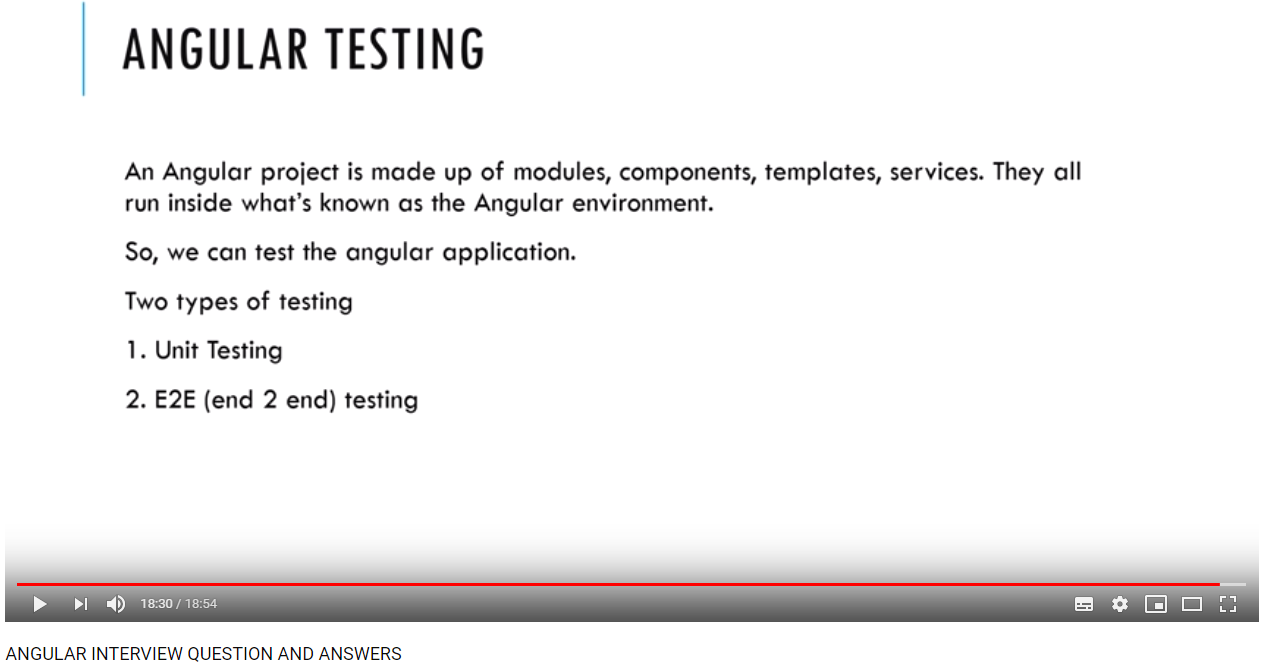 ANGULAR TESTING
An Angular project is made up of modules, components, templates, services. They all
run inside what's known as the Angular environment.
So, we can test the angular application.
Two types of testing
1. Unit Testing
2. E2E (end 2 end) testing
18:30 / 18:54
ANGULAR INTERVIEW QUESTION AND ANSWERS